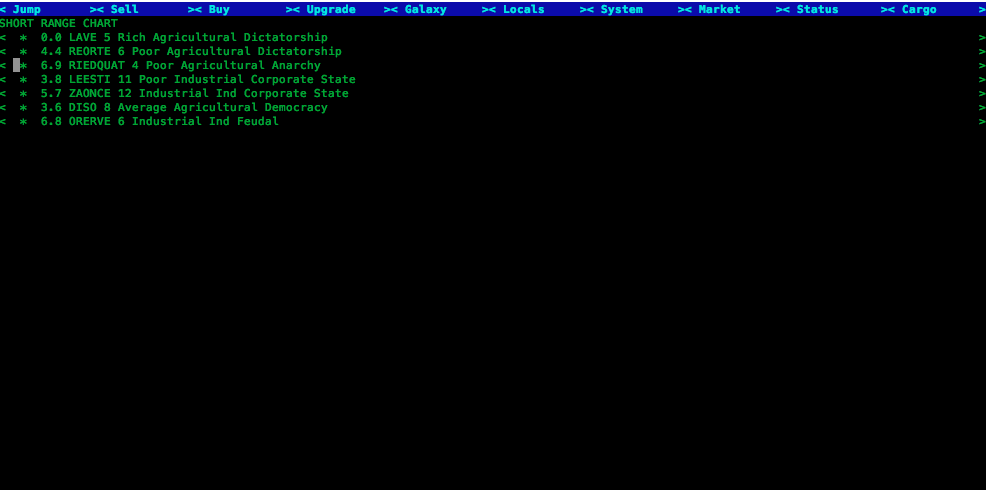 < Jump >< Sell >< Buy >< Upgrade >< Galaxy >< Locals >< System >< Market >< Status >< Cargo >
SHORT RANGE CHART
< * 0.0 LAVE 5 Rich Agricultural Dictatorship >
< * 4.4 REORTE 6 Poor Agricultural Dictatorship >
< * 6.9 RIEDQUAT 4 Poor Agricultural Anarchy >
< * 3.8 LEESTI 11 Poor Industrial Corporate State >
< * 5.7 ZAONCE 12 Industrial Ind Corporate State >
< * 3.6 DISO 8 Average Agricultural Democracy >
< * 6.8 ORERVE 6 Industrial Ind Feudal >